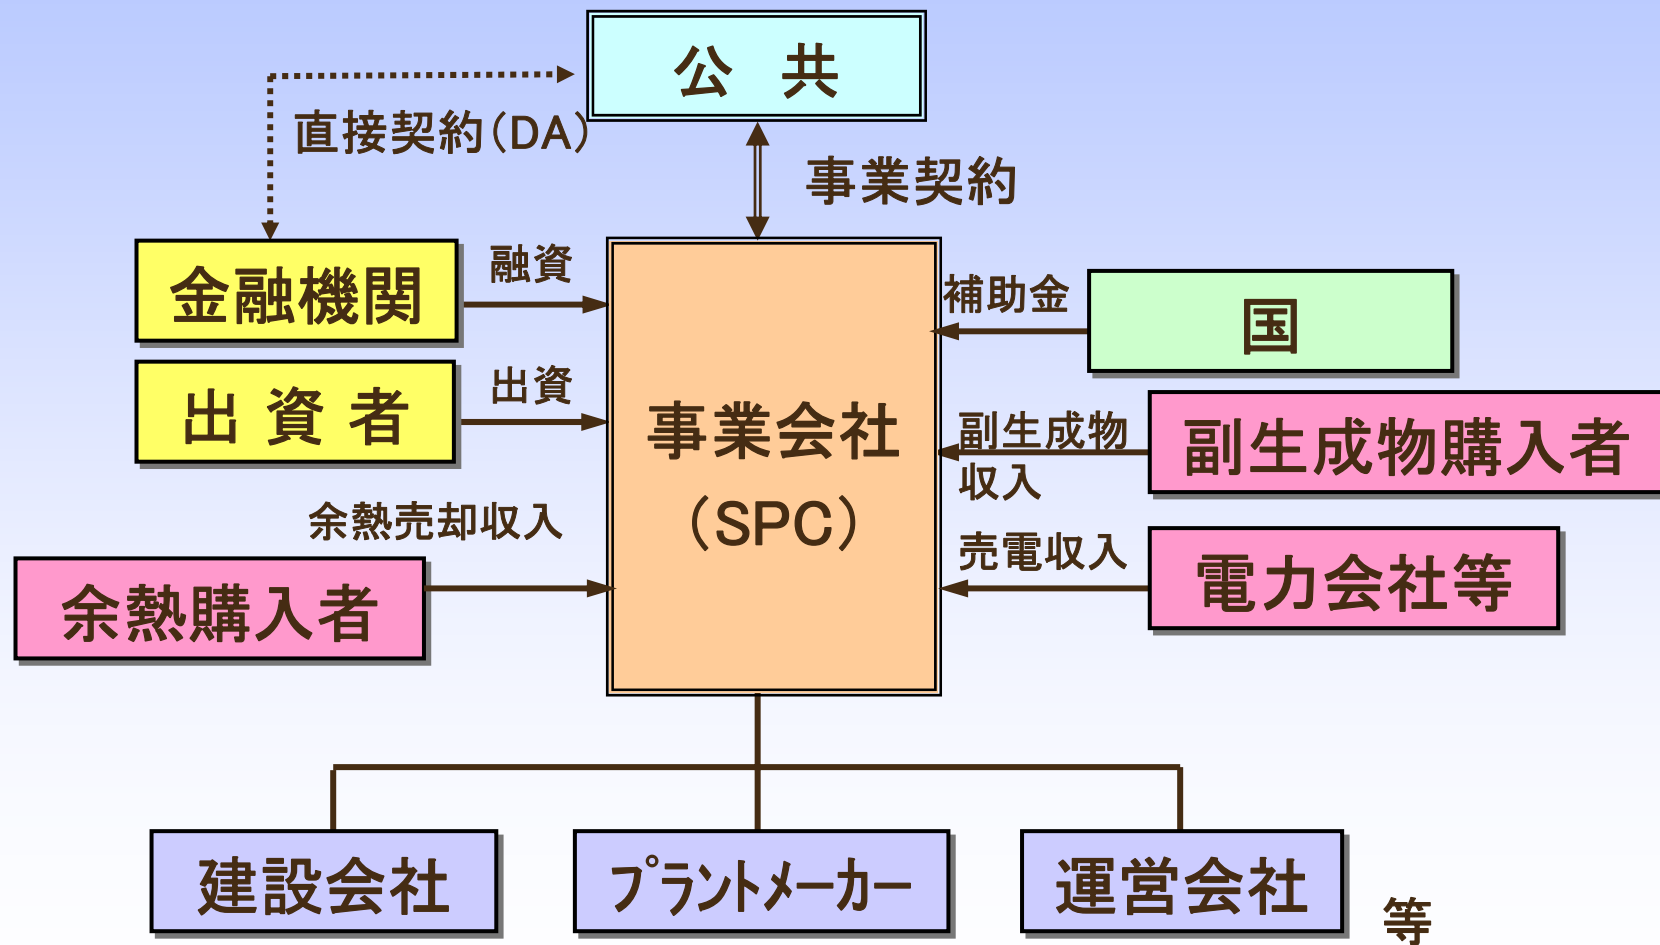 公　共
直接契約(DA)
事業契約
金融機関
融資
補助金
国
出 資 者
出資
事業会社
(SPC)
副生成物
収入
副生成物購入者
余熱売却収入
余熱購入者
売電収入
電力会社等
建設会社
プラントメーカー
運営会社
等